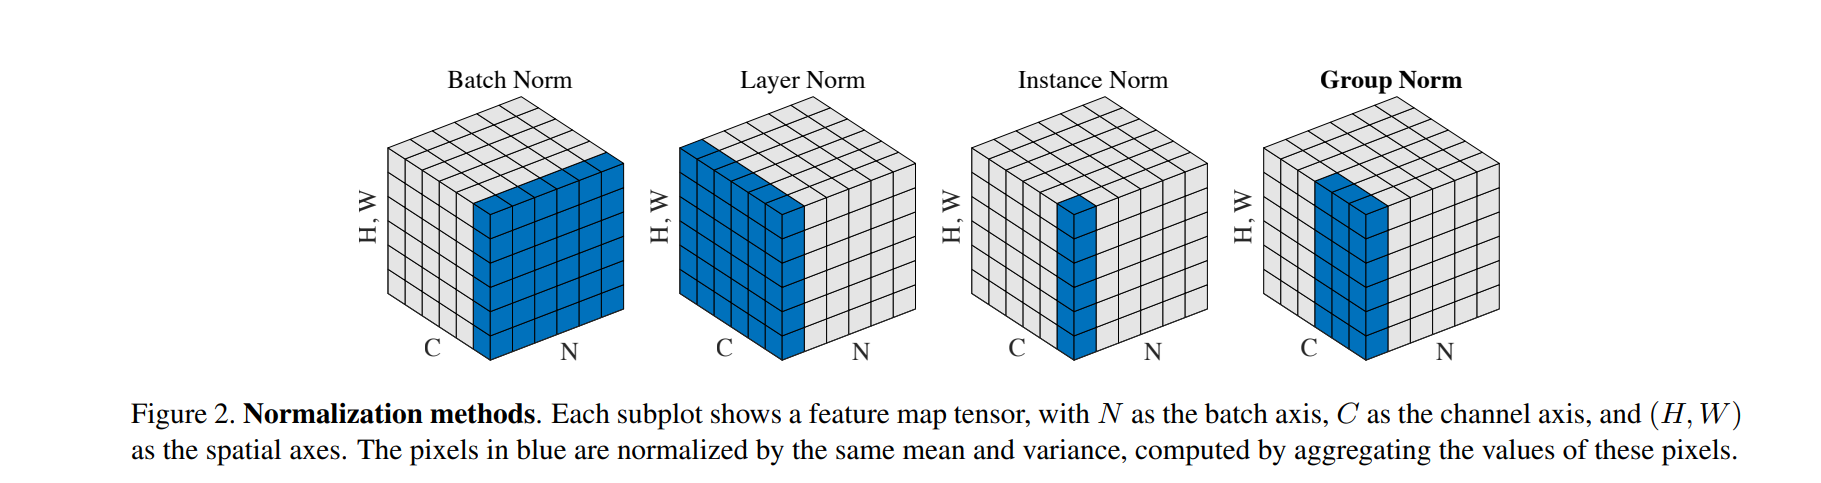 Batch Norm
Layer Norm
Instance Norm
Group Norm
H, W
C
N
H, W
C
N
H, W
C
N
H, W
C
N
Figure 2. Normalization methods. Each subplot shows a feature map tensor, with N as the batch axis, C as the channel axis, and (H, W)
as the spatial axes. The pixels in blue are normalized by the same mean and variance, computed by aggregating the values of these pixels.